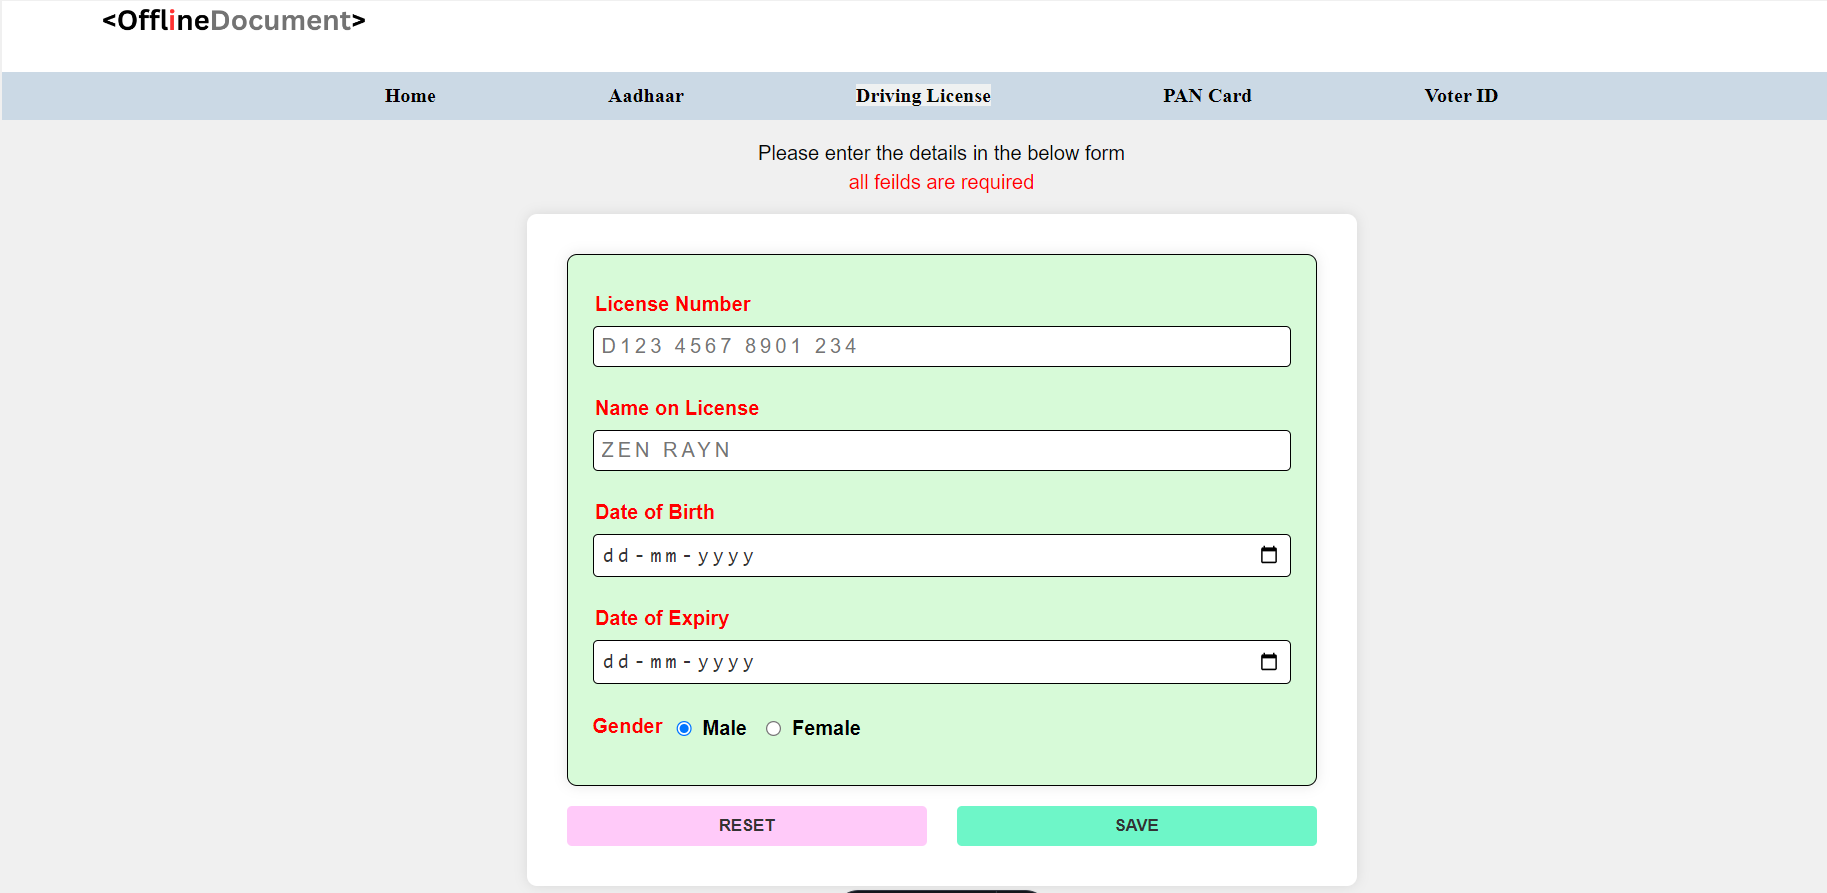 <OfflineDocument>
Home Aadhaar Driving License PAN Card Voter ID
Please enter the details in the below form
all feilds are required
License Number
D123 4567 8901 234
Name on License
ZEN RAYN
Date of Birth
dd-mm-yyyy
Date of Expiry
dd-mm-yyyy
Gender Male Female
RESET SAVE